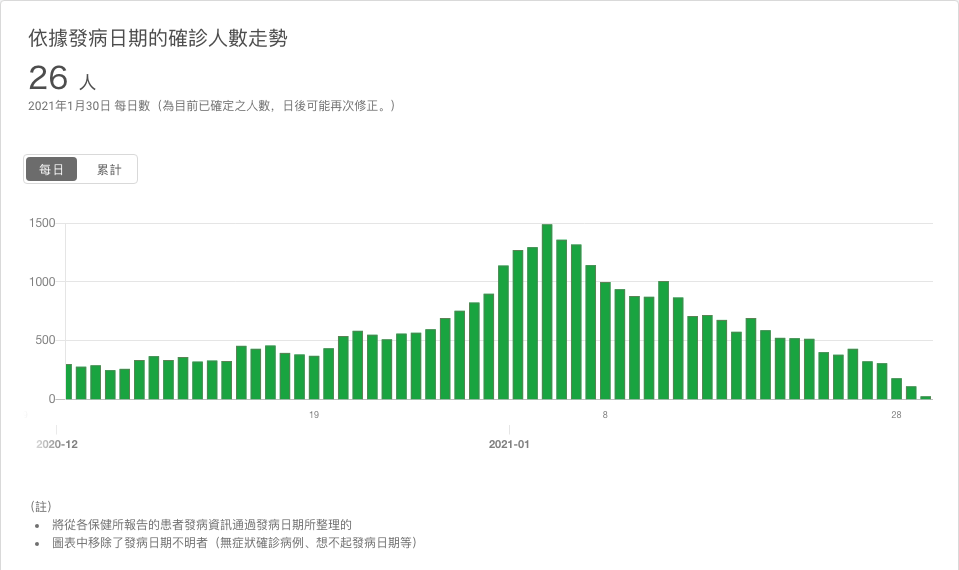 依據發病日期的確診人數走勢
26 人
2021年1月30日 每日數（為目前已確定之人數，日後可能再次修正。）
每日 累計
1500
1000
500
0
19 8 28
2020-12 2021-01
（註）
• 將從各保健所報告的患者發病資訊通過發病日期所整理的
• 圖表中移除了發病日期不明者（無症狀確診病例、想不起發病日期等）